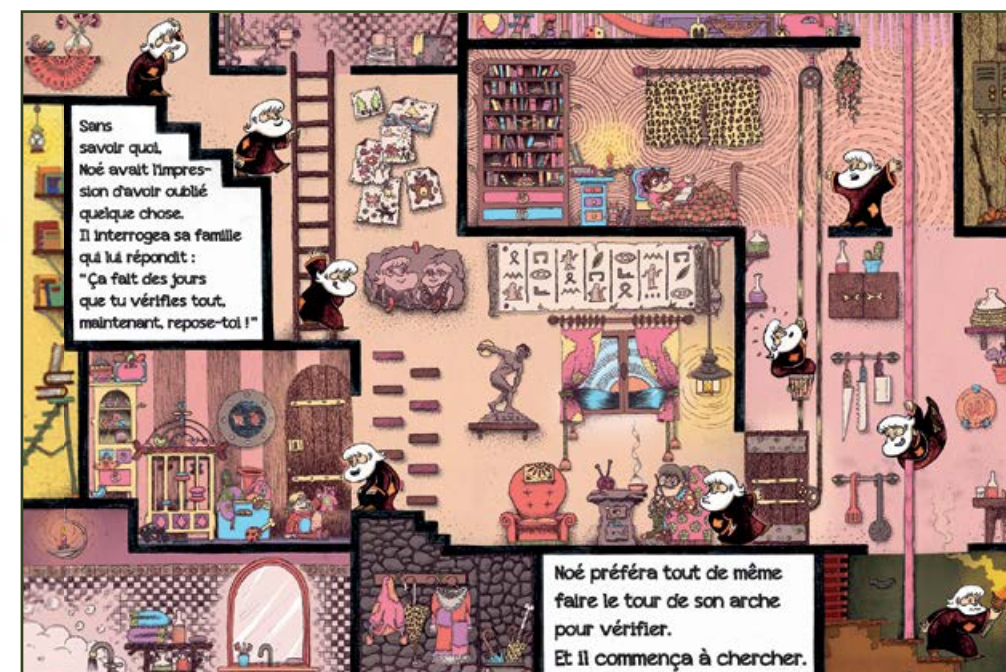 Sans
savoir quoi,
Noé avait l'impres-
sion d'avoir oublié
quelque chose.
Il interrogea sa famille
qui lui répondit :
"Ça fait des jours
que tu vérifies tout,
maintenant, repose-toi !"
Noé préféra tout de même
faire le tour de son arche
pour vérifier.
Et il commença à chercher.